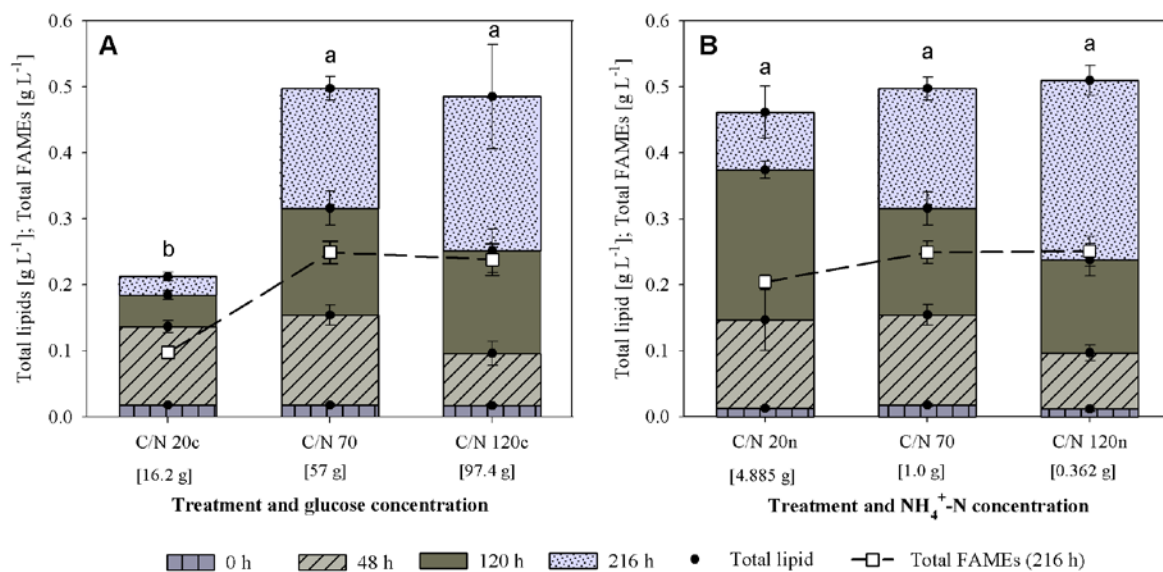 A
B
Total lipids [g L⁻¹]; Total FAMEs [g L⁻¹]
0.6
0.5
0.4
0.3
0.2
0.1
0.0
b
a
a
C/N 20c C/N 70 C/N 120c
[16.2 g] [57 g] [97.4 g]
Treatment and glucose concentration
Total lipid [g L⁻¹]; Total FAMEs [g L⁻¹]
0.6
0.5
0.4
0.3
0.2
0.1
0.0
a
a
a
C/N 20n C/N 70 C/N 120n
[4.885 g] [1.0 g] [0.362 g]
Treatment and NH₄⁺-N concentration
0 h 48 h 120 h 216 h Total lipid Total FAMEs (216 h)